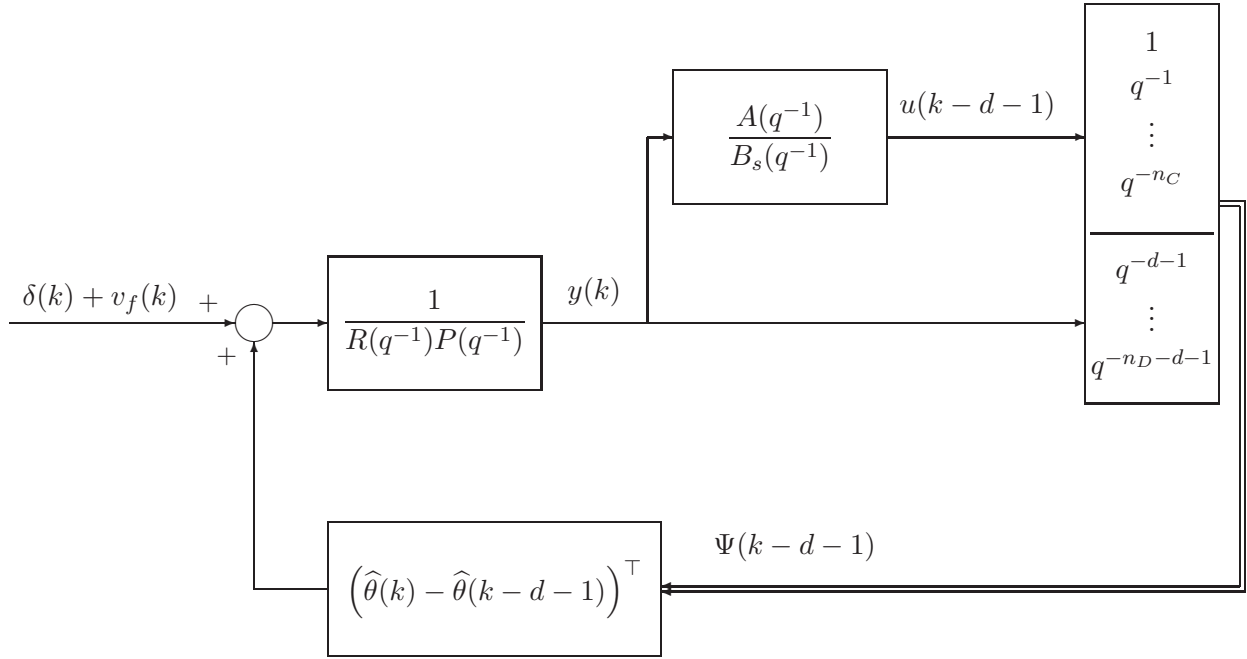 δ(k) + v_f(k)
+
+
1
R(q⁻¹)P(q⁻¹)
y(k)
A(q⁻¹)
B_s(q⁻¹)
u(k − d − 1)
1
q^{-1}
⋮
q^{-n_C}
q^{-d-1}
⋮
q^{-n_D-d-1}
(θ̂(k) − θ̂(k − d − 1))^⊤
Ψ(k − d − 1)